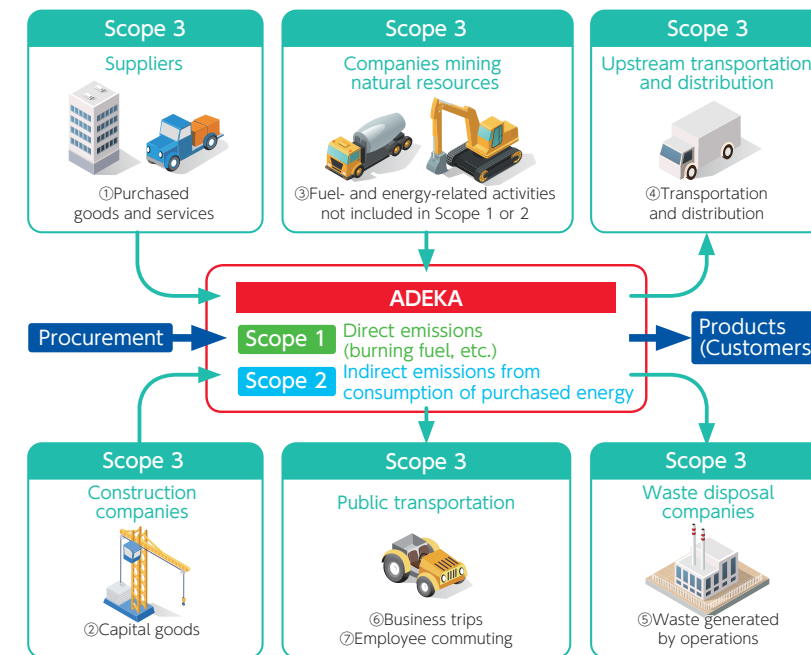 Scope 3
Suppliers
①Purchased
goods and services
Scope 3
Companies mining
natural resources
③Fuel- and energy-related activities
not included in Scope 1 or 2
Scope 3
Upstream transportation
and distribution
④Transportation
and distribution
ADEKA
Procurement
Scope 1
Direct emissions
(burning fuel, etc.)
Scope 2
Indirect emissions from
consumption of purchased energy
Products
(Customers
Scope 3
Construction
companies
②Capital goods
Scope 3
Public transportation
⑥Business trips
⑦Employee commuting
Scope 3
Waste disposal
companies
⑤Waste generated
by operations